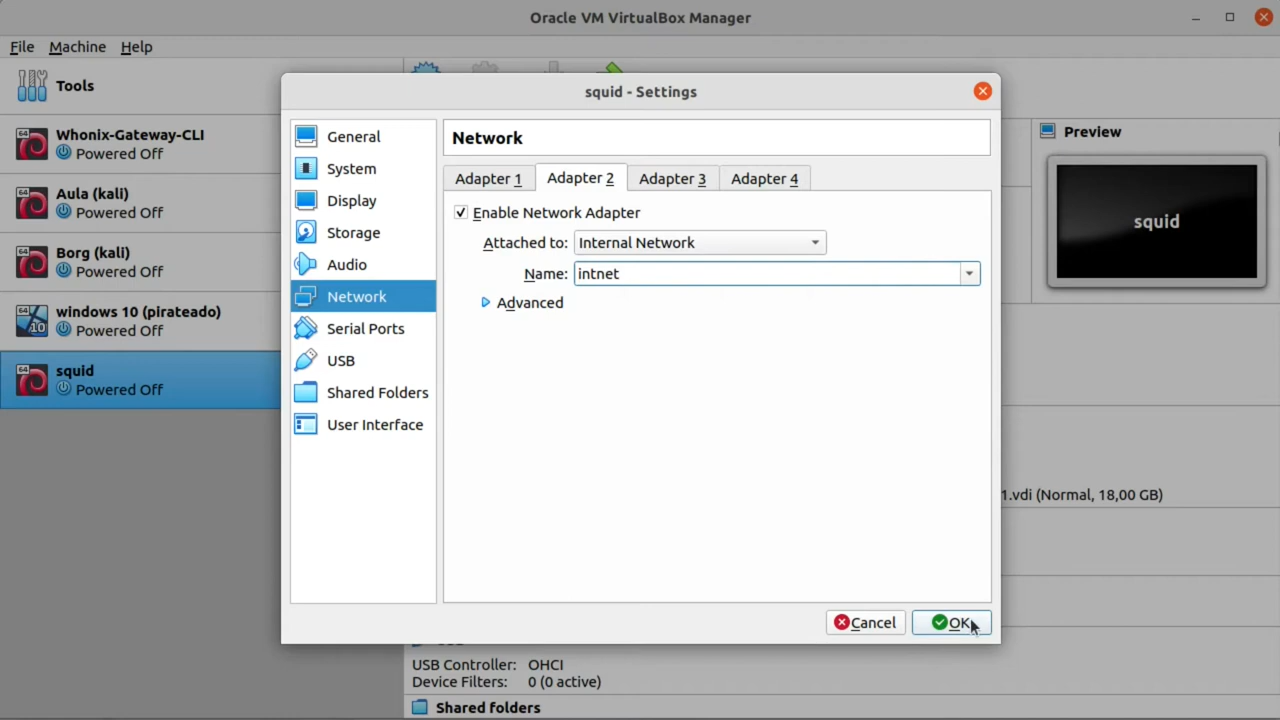 Oracle VM VirtualBox Manager
File Machine Help
Tools
Whonix-Gateway-CLI
Powered Off
Aula (kali)
Powered Off
Borg (kali)
Powered Off
windows 10 (pirateado)
Powered Off
squid
Powered Off
squid - Settings
General
System
Display
Storage
Audio
Network
Serial Ports
USB
Shared Folders
User Interface
Network
Adapter 1 Adapter 2 Adapter 3 Adapter 4
Enable Network Adapter
Attached to: Internal Network
Name: intnet
Advanced
Cancel OK
Preview
squid
1.vdi (Normal, 18,00 GB)
USB Controller: OHCI
Device Filters: 0 (0 active)
Shared folders